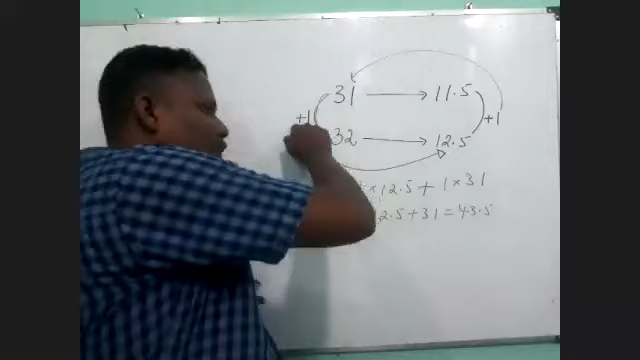 31 → 11.5
+1 +1
32 → 12.5
× 12.5 + 1 × 31
2.5 + 31 = 43.5